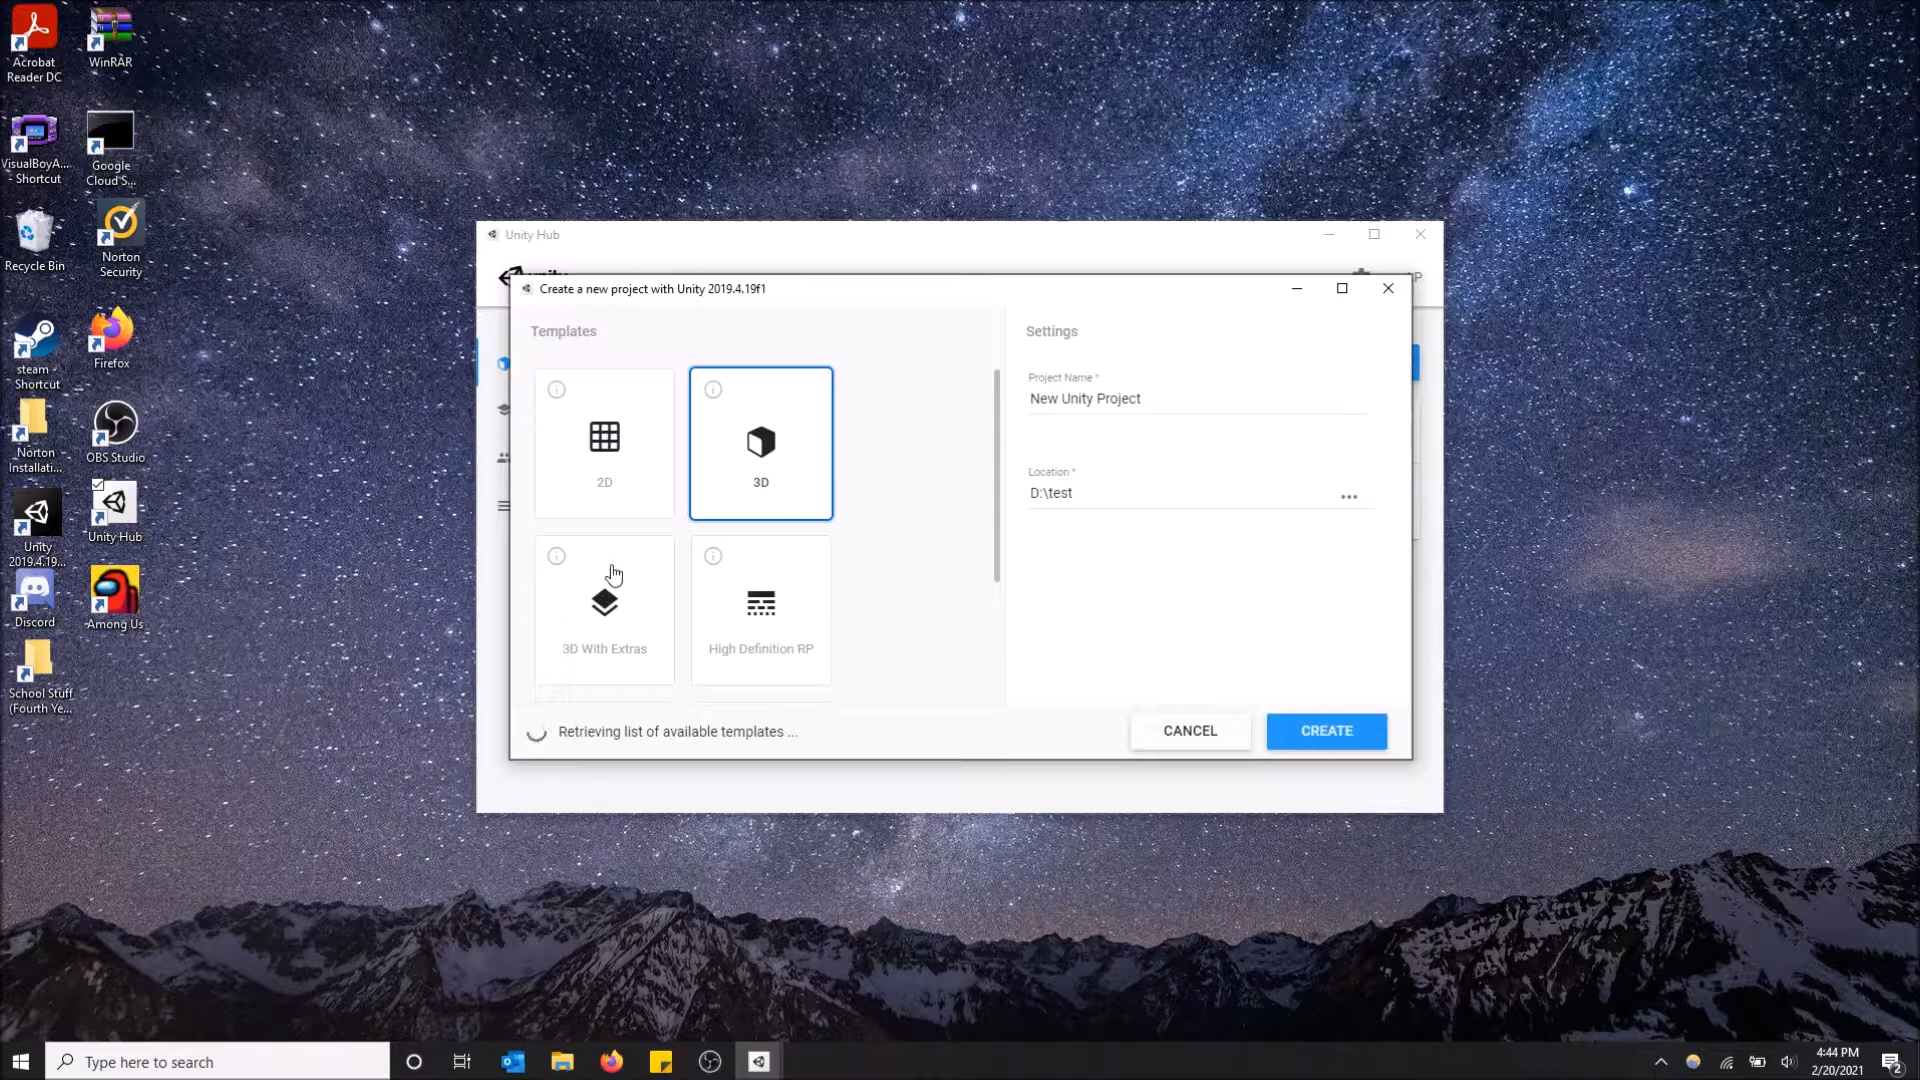 Acrobat
Reader DC
WinRAR
VisualBoyA...
- Shortcut
Google
Cloud S...
Recycle Bin
Norton
Security
steam -
Shortcut
Firefox
Norton
Installati...
OBS Studio
Unity
2019.4.19...
Unity Hub
Discord
Among Us
School Stuff
(Fourth Ye...
Unity Hub
Create a new project with Unity 2019.4.19f1
Templates
2D
3D
3D With Extras
High Definition RP
Settings
Project Name *
New Unity Project
Location *
D:\test
Retrieving list of available templates ...
CANCEL
CREATE
Type here to search
4:44 PM
2/20/2021
2